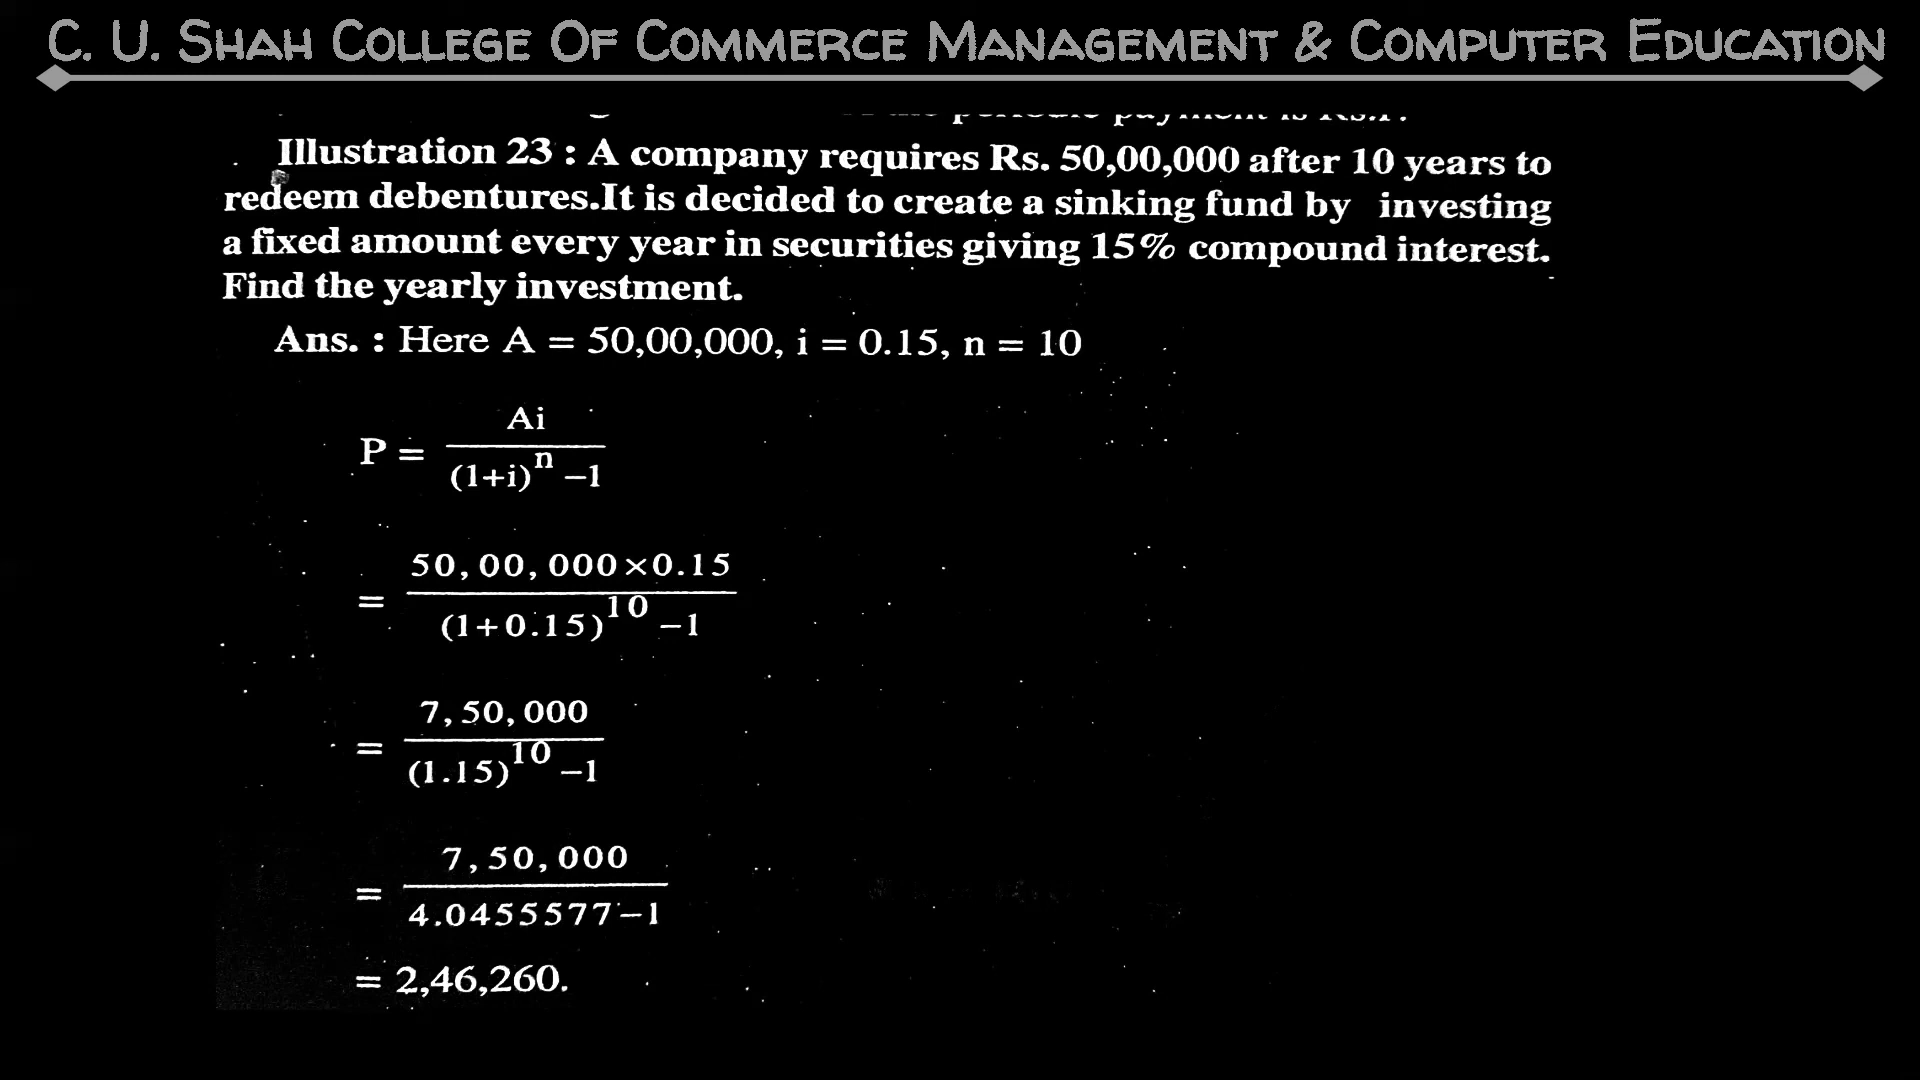 C. U. SHAH COLLEGE OF COMMERCE MANAGEMENT & COMPUTER EDUCATION
periodic payment is Rs.P.
Illustration 23 : A company requires Rs. 50,00,000 after 10 years to
redeem debentures.It is decided to create a sinking fund by investing
a fixed amount every year in securities giving 15% compound interest.
Find the yearly investment.
Ans. : Here A = 50,00,000, i = 0.15, n = 10
P = Ai / (1+i)^n –1
= 50,00,000×0.15 / (1+0.15)^10 –1
= 7,50,000 / (1.15)^10 –1
= 7,50,000 / 4.0455577–1
= 2,46,260.